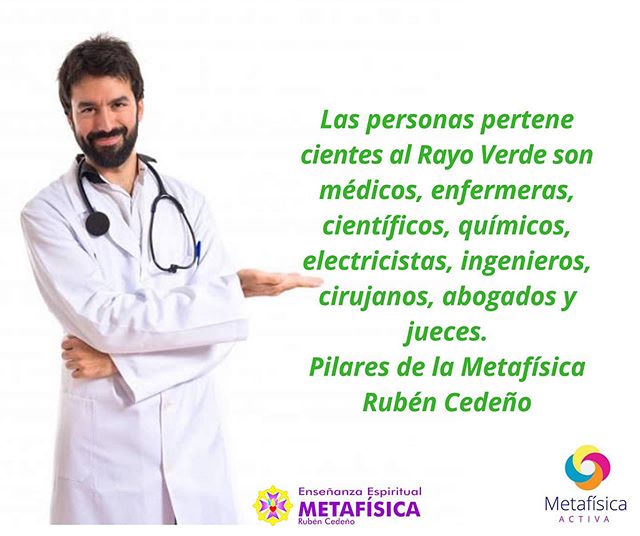 Las personas pertene
cientes al Rayo Verde son
médicos, enfermeras,
científicos, químicos,
electricistas, ingenieros,
cirujanos, abogados y
jueces.
Pilares de la Metafísica
Rubén Cedeño
Enseñanza Espiritual
METAFÍSICA
Rubén Cedeño
Metafísica
ACTIVA